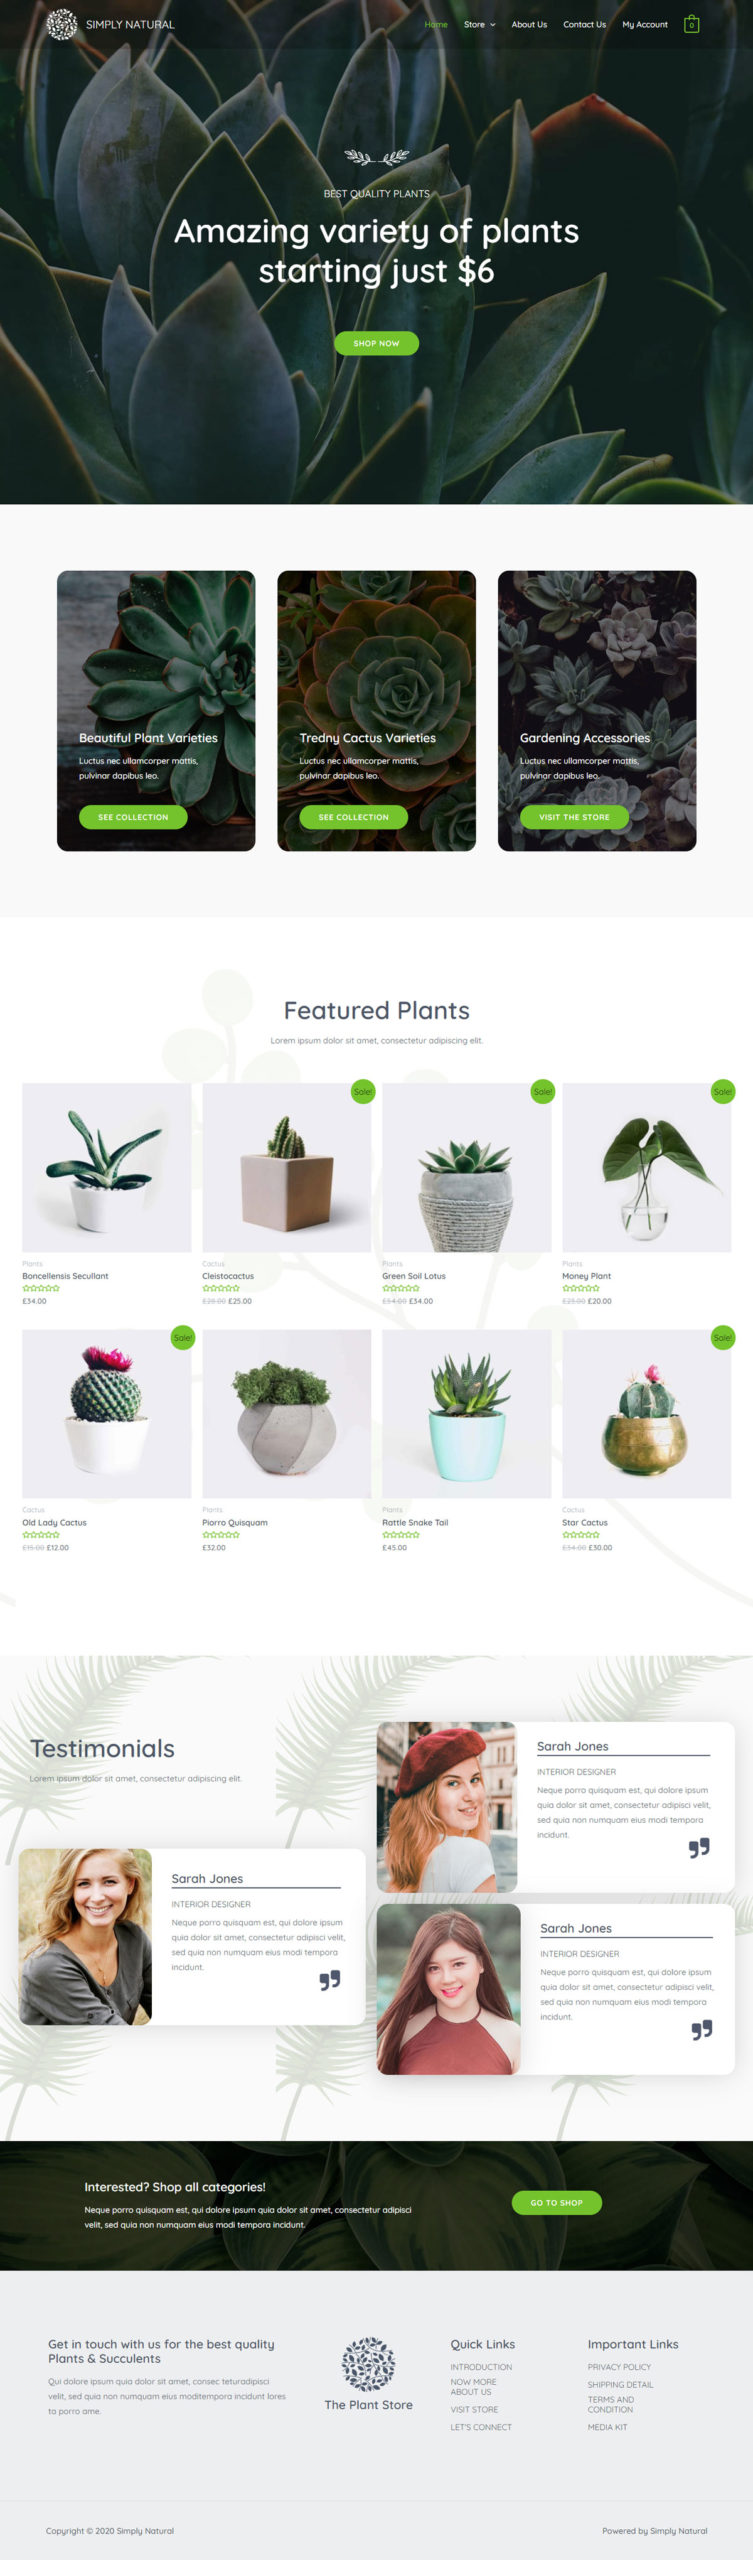 SIMPLY NATURAL
Home Store About Us Contact Us My Account 0
BEST QUALITY PLANTS
Amazing variety of plants
starting just $6
SHOP NOW
Beautiful Plant Varieties
Luctus nec ullamcorper mattis,
pulvinar dapibus leo.
SEE COLLECTION
Tredny Cactus Varieties
Luctus nec ullamcorper mattis,
pulvinar dapibus leo.
SEE COLLECTION
Gardening Accessories
Luctus nec ullamcorper mattis,
pulvinar dapibus leo.
VISIT THE STORE
Featured Plants
Lorem ipsum dolor sit amet, consectetur adipiscing elit.
Plants
Boncellensis Secullant
£34.00
Sale!
Cactus
Cleistocactus
£28.00 £25.00
Sale!
Plants
Green Soil Lotus
£54.00 £34.00
Sale!
Plants
Money Plant
£23.00 £20.00
Sale!
Cactus
Old Lady Cactus
£15.00 £12.00
Plants
Piorro Quisquam
£32.00
Plants
Rattle Snake Tail
£45.00
Sale!
Cactus
Star Cactus
£34.00 £30.00
Testimonials
Lorem ipsum dolor sit amet, consectetur adipiscing elit.
Sarah Jones
INTERIOR DESIGNER
Neque porro quisquam est, qui dolore ipsum
quia dolor sit amet, consectetur adipisci velit,
sed quia non numquam eius modi tempora
incidunt.
Sarah Jones
INTERIOR DESIGNER
Neque porro quisquam est, qui dolore ipsum
quia dolor sit amet, consectetur adipisci velit,
sed quia non numquam eius modi tempora
incidunt.
Sarah Jones
INTERIOR DESIGNER
Neque porro quisquam est, qui dolore ipsum
quia dolor sit amet, consectetur adipisci velit,
sed quia non numquam eius modi tempora
incidunt.
Interested? Shop all categories!
Neque porro quisquam est, qui dolore ipsum quia dolor sit amet, consectetur adipisci
velit, sed quia non numquam eius modi tempora incidunt.
GO TO SHOP
Get in touch with us for the best quality
Plants & Succulents
Qui dolore ipsum quia dolor sit amet, consec teturadipisci
velit, sed quia non numquam eius moditempora incidunt lores
ta porro ame.
The Plant Store
Quick Links
INTRODUCTION
NOW MORE
ABOUT US
VISIT STORE
LET'S CONNECT
Important Links
PRIVACY POLICY
SHIPPING DETAIL
TERMS AND
CONDITION
MEDIA KIT
Copyright © 2020 Simply Natural
Powered by Simply Natural